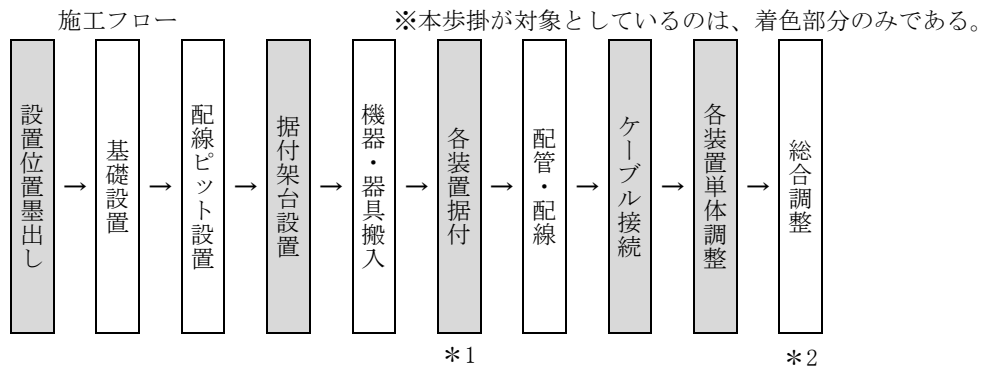 施工フロー
※本歩掛が対象としているのは、着色部分のみである。
設置位置墨出し
→
基礎設置
→
配線ピット設置
→
据付架台設置
→
機器・器具搬入
→
各装置据付
→
配管・配線
→
ケーブル接続
→
各装置単体調整
→
総合調整
＊1
＊2